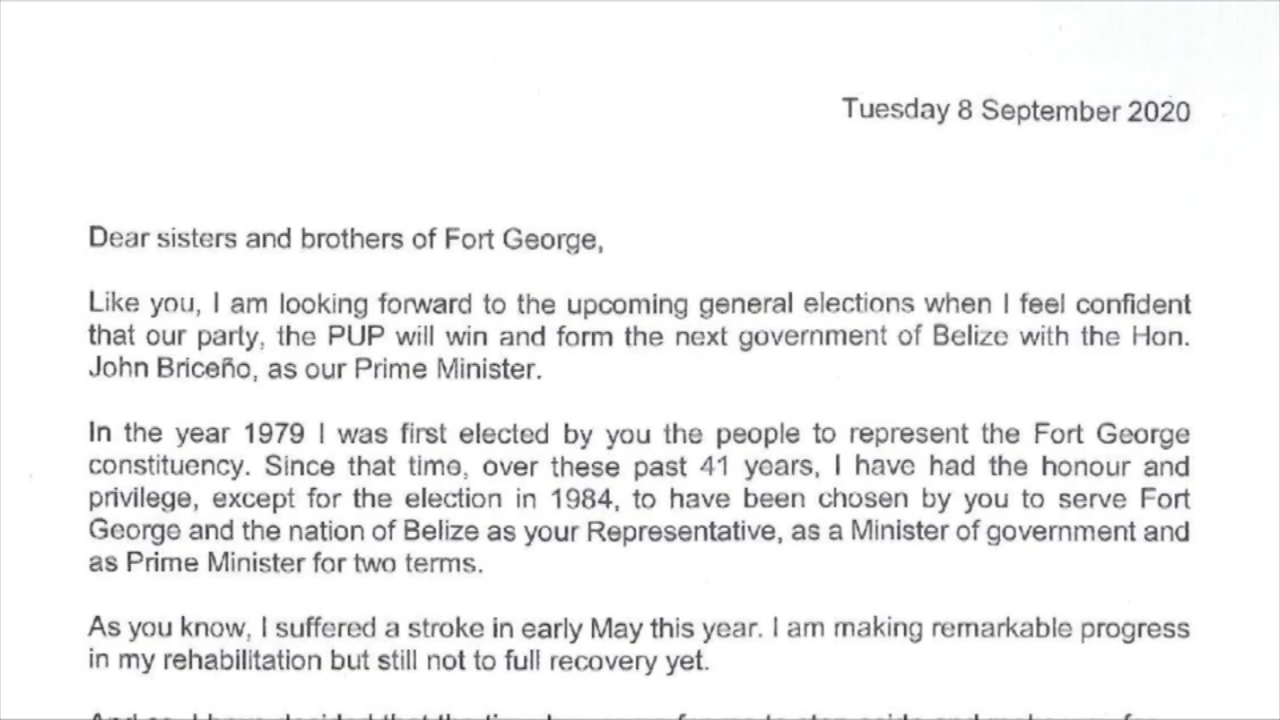 Tuesday 8 September 2020
Dear sisters and brothers of Fort George,
Like you, I am looking forward to the upcoming general elections when I feel confident
that our party, the PUP will win and form the next government of Belize with the Hon.
John Briceño, as our Prime Minister.
In the year 1979 I was first elected by you the people to represent the Fort George
constituency. Since that time, over these past 41 years, I have had the honour and
privilege, except for the election in 1984, to have been chosen by you to serve Fort
George and the nation of Belize as your Representative, as a Minister of government and
as Prime Minister for two terms.
As you know, I suffered a stroke in early May this year. I am making remarkable progress
in my rehabilitation but still not to full recovery yet.